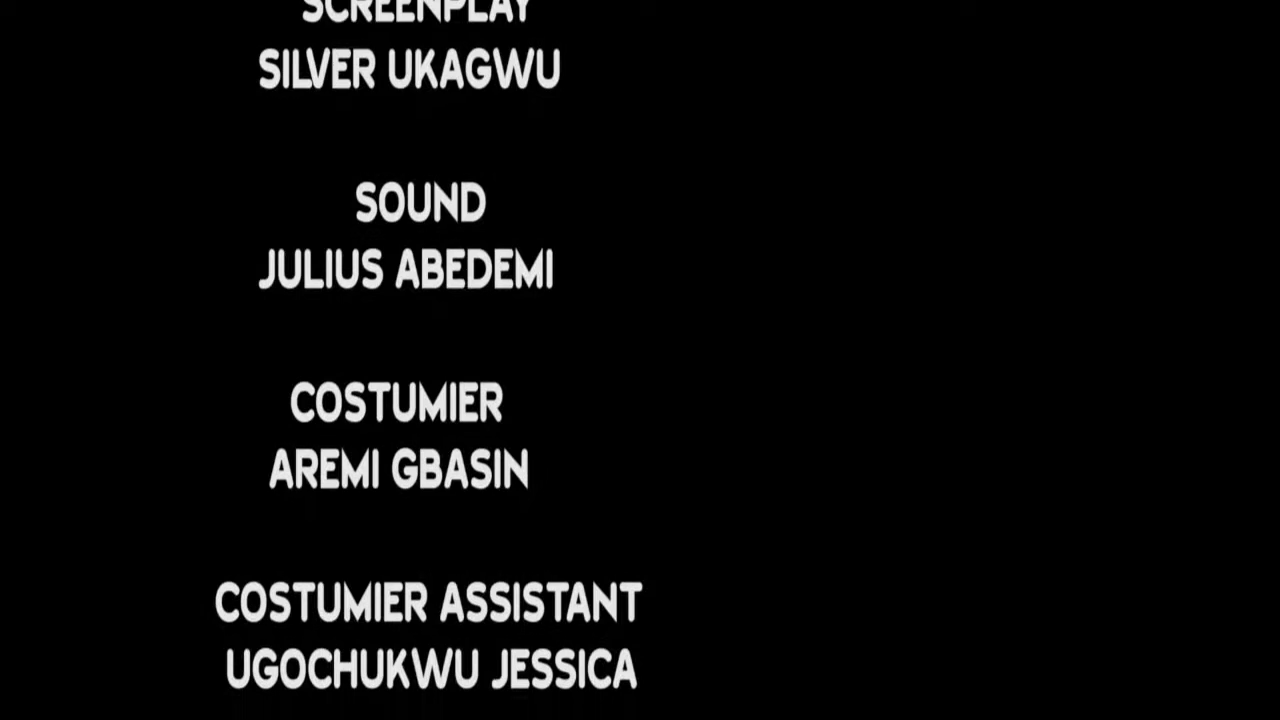 SCREENPLAY
SILVER UKAGWU
SOUND
JULIUS ABEDEMI
COSTUMIER
AREMI GBASIN
COSTUMIER ASSISTANT
UGOCHUKWU JESSICA